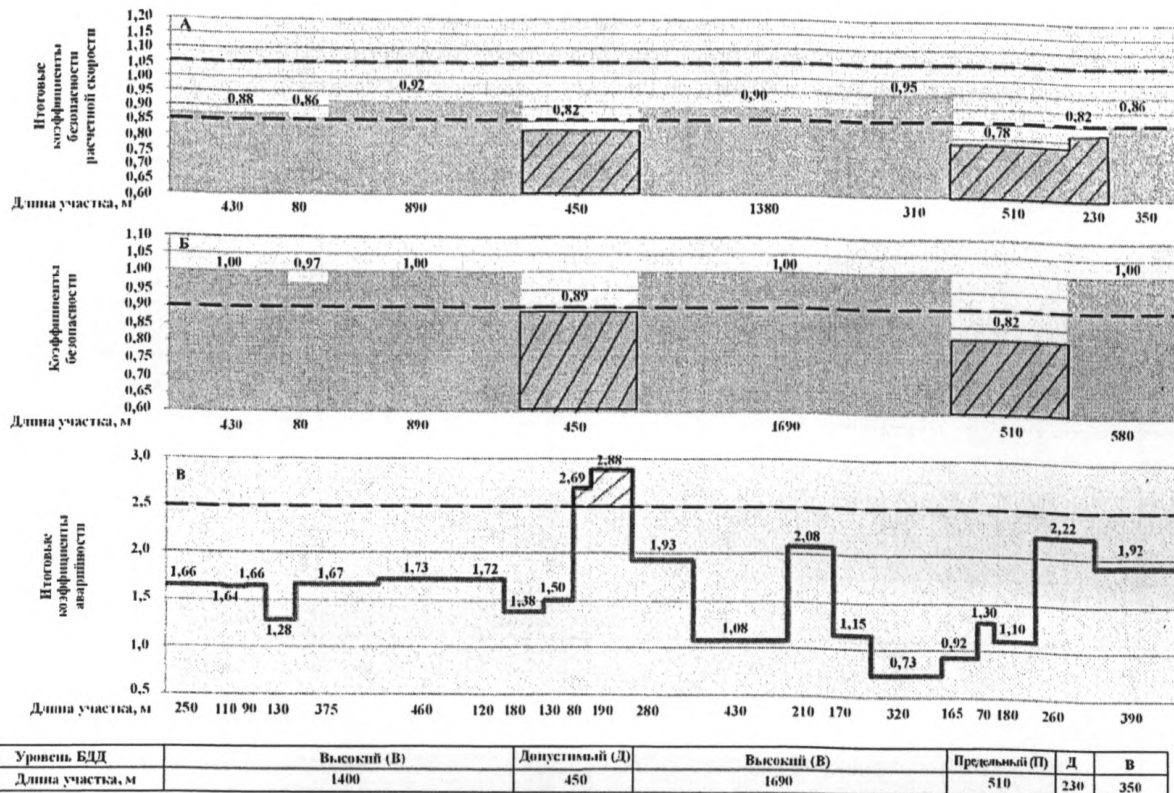 Итоговые коэффициенты безопасности расчетной скорости
А
1,20
1,15
1,10
1,05
1,00
0,95
0,90
0,85
0,80
0,75
0,70
0,65
0,60
0,88 0,86 0,92 0,82 0,90 0,95 0,78 0,82 0,86
Длина участка, м 430 80 890 450 1380 310 510 230 350
Коэффициенты безопасности
Б
1,10
1,05
1,00
0,95
0,90
0,85
0,80
0,75
0,70
0,65
0,60
1,00 0,97 1,00 0,89 1,00 0,82 1,00
Длина участка, м 430 80 890 450 1690 510 580
Итоговые коэффициенты аварийности
В
3,0
2,5
2,0
1,5
1,0
0,5
1,66 1,64 1,66 1,28 1,67 1,73 1,72 1,38 1,50 2,69 2,88 1,93 1,08 2,08 1,15 0,73 0,92 1,30 1,10 2,22 1,92
Длина участка, м 250 110 90 130 375 460 120 180 130 80 190 280 430 210 170 320 165 70 180 260 390
Уровень БДД Высокий (В) Допустимый (Д) Высокий (В) Предельный (П) Д В
Длина участка, м 1400 450 1690 510 230 350